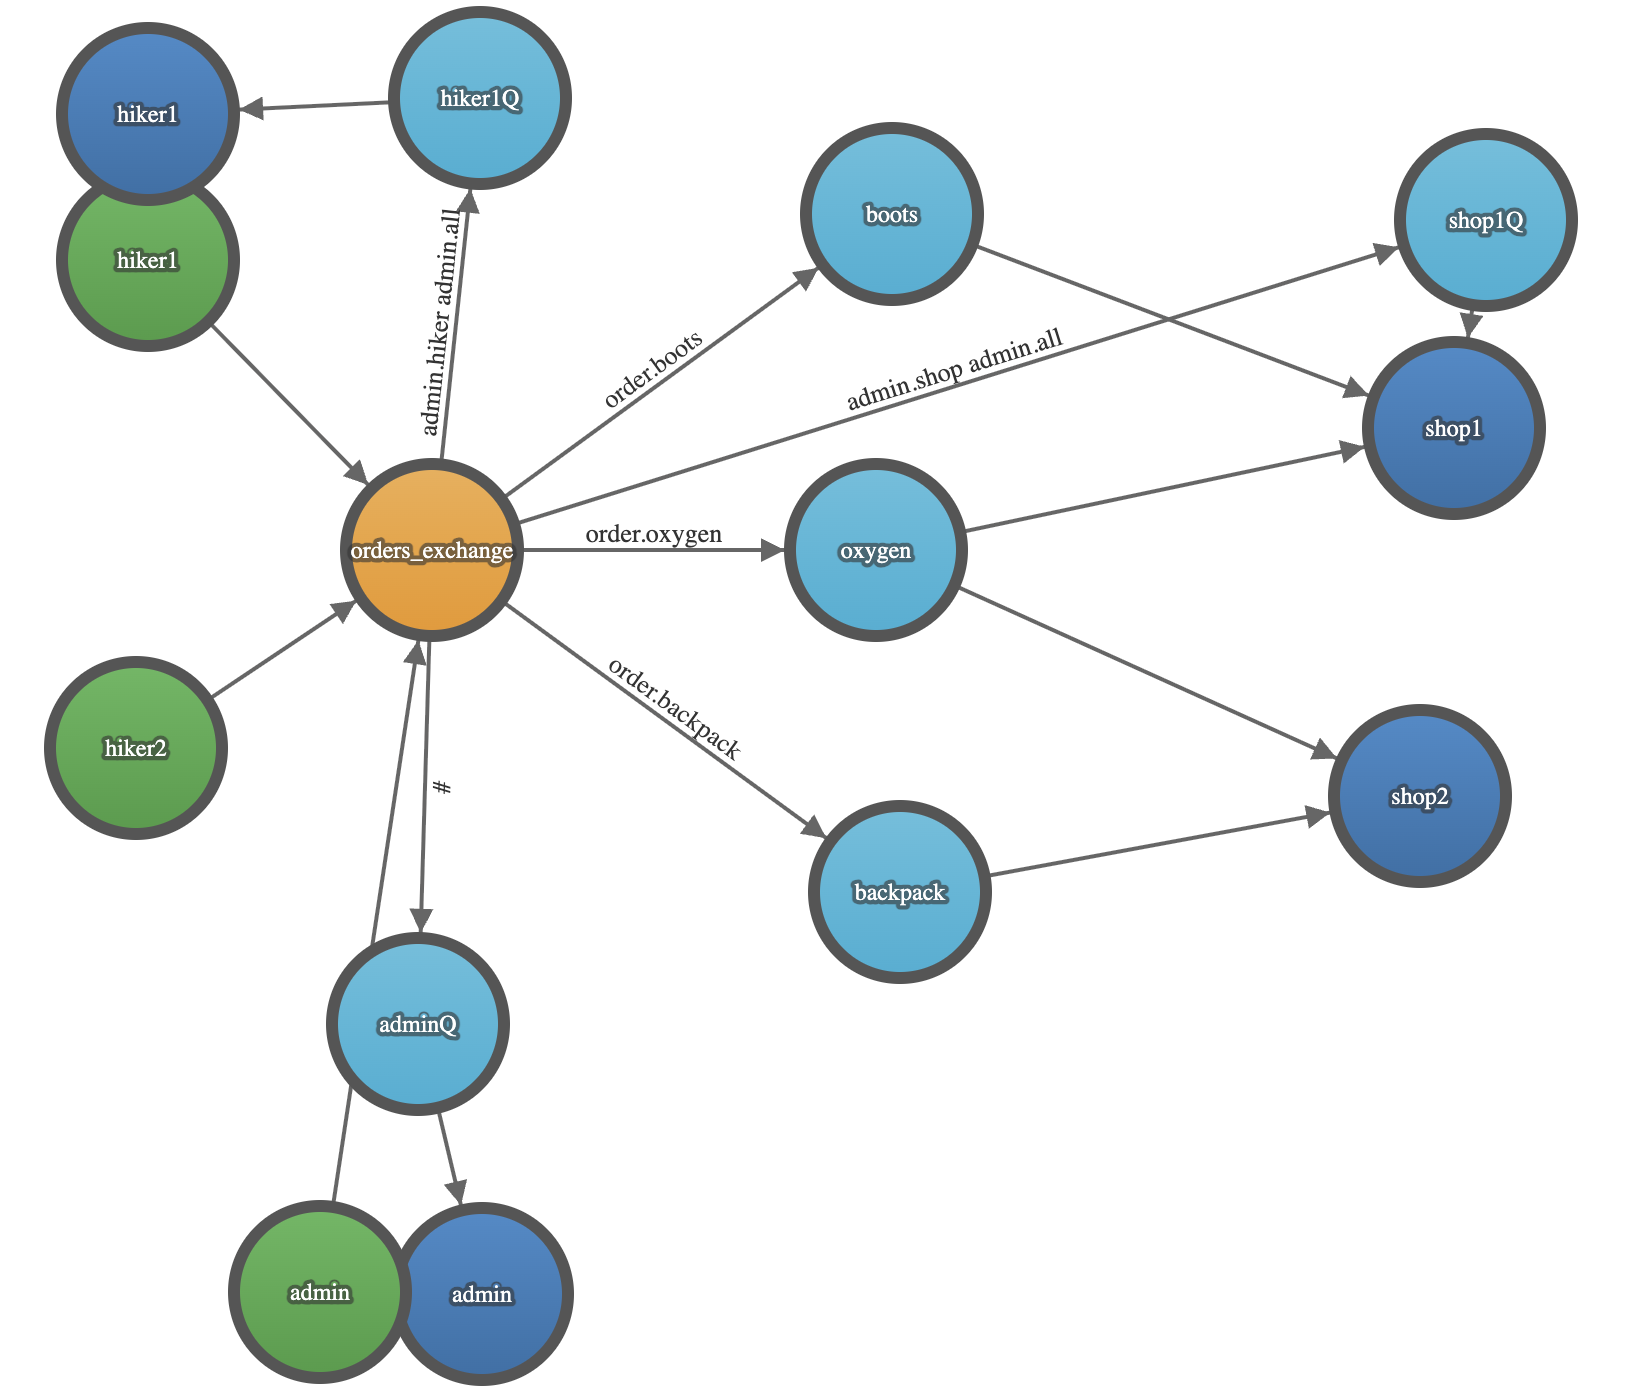 hiker1
hiker1Q
hiker1
admin.hiker admin.all
boots
shop1Q
order.boots
admin.shop admin.all
shop1
orders_exchange
order.oxygen
oxygen
hiker2
order.backpack
#
shop2
backpack
adminQ
admin
admin